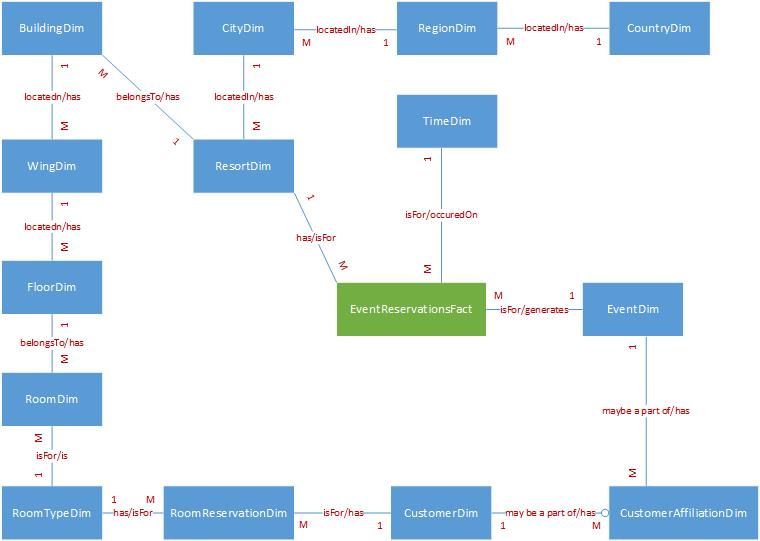 BuildingDim
CityDim
locatedIn/has
M
1
RegionDim
locatedIn/has
M
1
CountryDim
1
locatedIn/has
M
M
belongsTo/has
1
1
locatedIn/has
M
TimeDim
WingDim
ResortDim
1
isFor/occuredOn
M
1
locatedn/has
M
1
has/isFor
M
FloorDim
EventReservationsFact
M
1
isFor/generates
EventDim
1
belongsTo/has
M
1
maybe a part of/has
M
RoomDim
M
isFor/is
1
RoomTypeDim
1
M
has/isFor
RoomReservationDim
isFor/has
M
1
CustomerDim
may be a part of/has
1
M
CustomerAffiliationDim